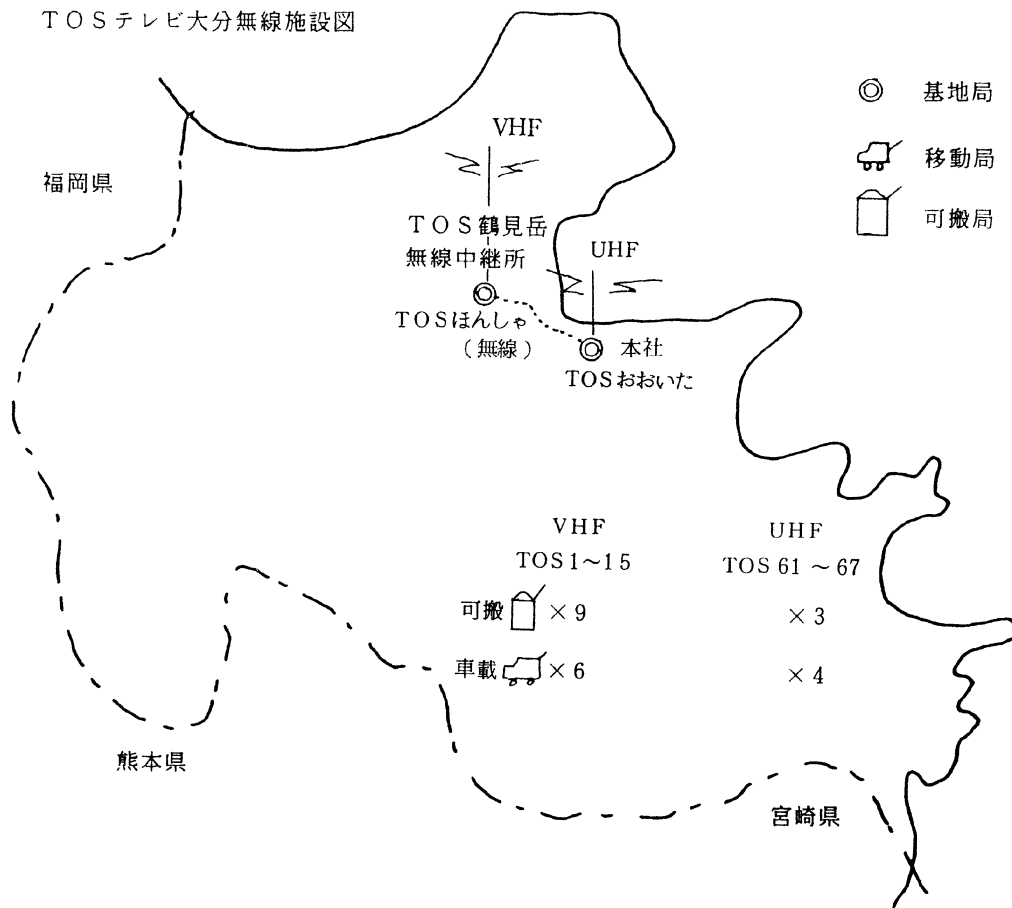 TOSテレビ大分無線施設図
基地局
移動局
可搬局
福岡県
VHF
TOS鶴見岳
無線中継所
UHF
TOSほんしゃ
(無線)
本社
TOSおおいた
VHF UHF
TOS1~15 TOS 61 ~ 67
可搬 × 9 × 3
車載 × 6 × 4
熊本県
宮崎県